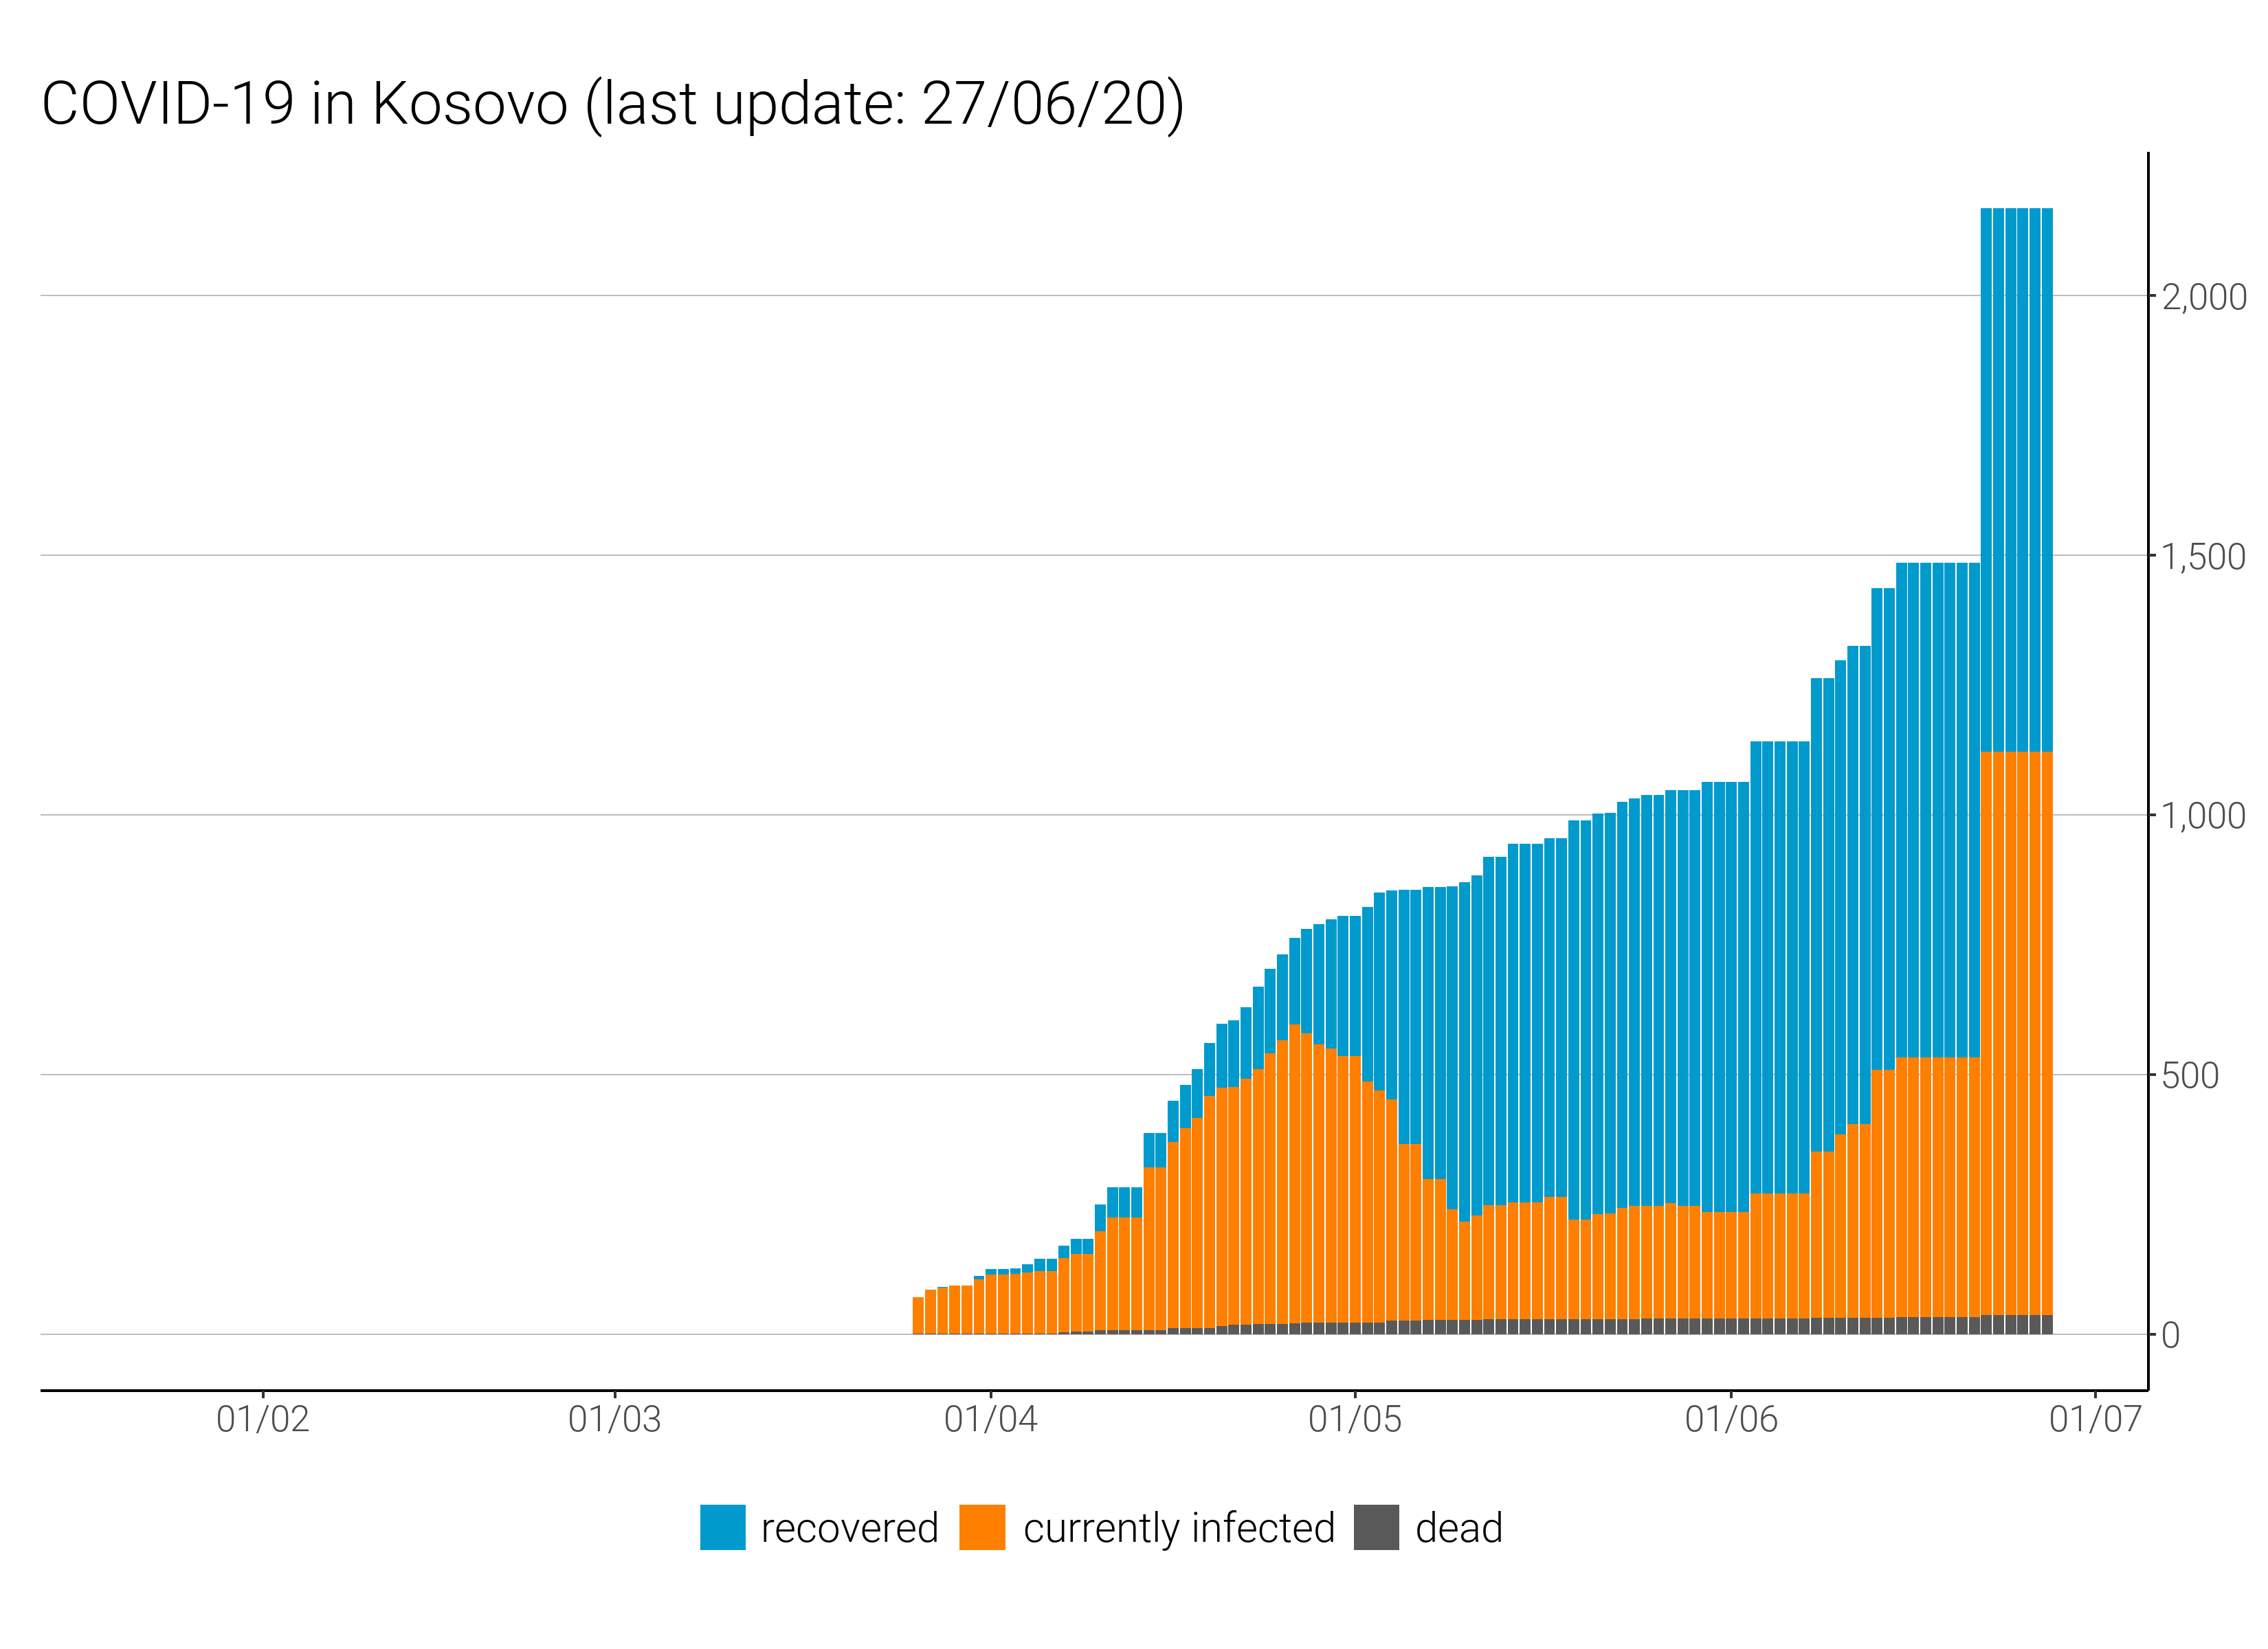 COVID-19 in Kosovo (last update: 27/06/20)
2,000
1,500
1,000
500
0
01/02 01/03 01/04 01/05 01/06 01/07
recovered currently infected dead